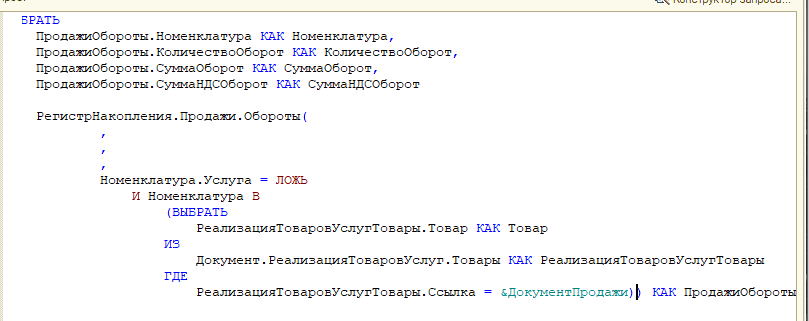 Конструктор запроса...
БРАТЬ
ПродажиОбороты.Номенклатура КАК Номенклатура,
ПродажиОбороты.КоличествоОборот КАК КоличествоОборот,
ПродажиОбороты.СуммаОборот КАК СуммаОборот,
ПродажиОбороты.СуммаНДСОборот КАК СуммаНДСОборот
РегистрНакопления.Продажи.Обороты(
,
,
,
Номенклатура.Услуга = ЛОЖЬ
И Номенклатура В
(ВЫБРАТЬ
РеализацияТоваровУслугТовары.Товар КАК Товар
ИЗ
Документ.РеализацияТоваровУслуг.Товары КАК РеализацияТоваровУслугТовары
ГДЕ
РеализацияТоваровУслугТовары.Ссылка = &ДокументПродажи)) КАК ПродажиОбороты